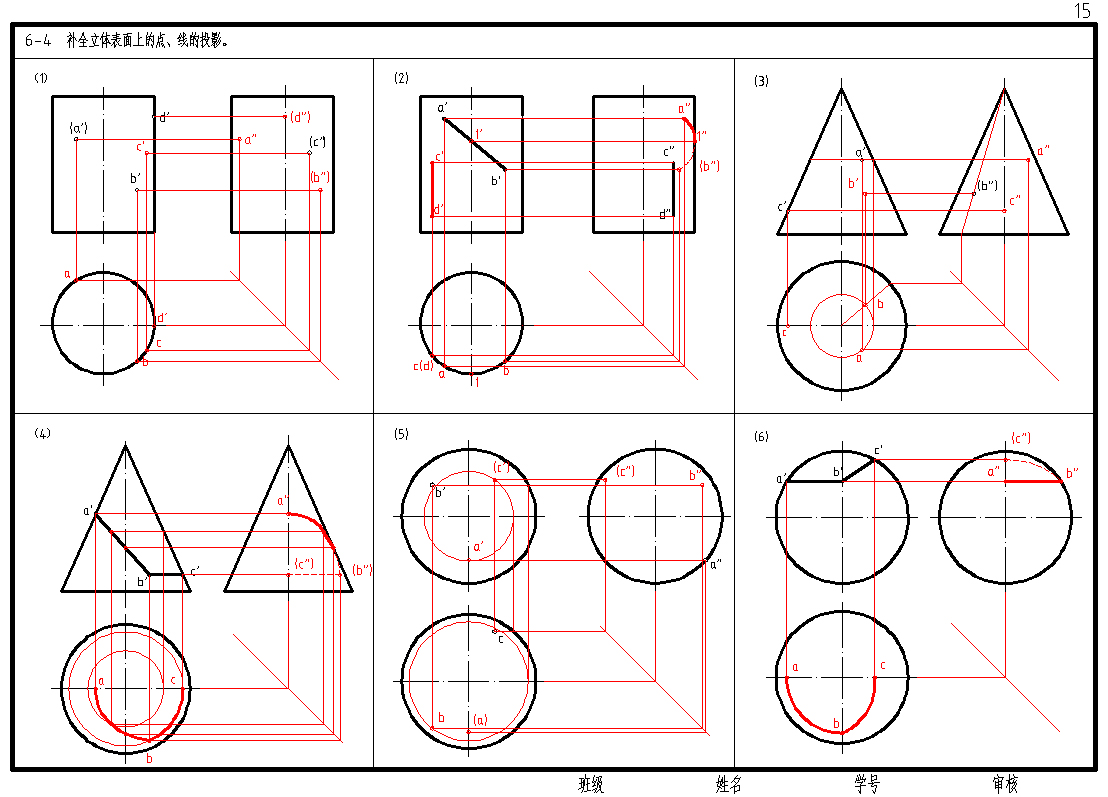 15
6-4 补全立体表面上的点、线的投影。
(1)
(a') c' d' b' a" (d") (c') (b")
a d' c b
(2)
a' 1' c' b' d' a" 1" c" (b") d"
c(d) a 1 b
(3)
a' b' c' a" (b") c"
c b a
(4)
a' b' c' a" (c") (b")
a c b
(5)
(c') b' a' (c") b" a"
c b (a)
(6)
a' b' c' (c") a" b"
a c b
班级 姓名 学号 审核